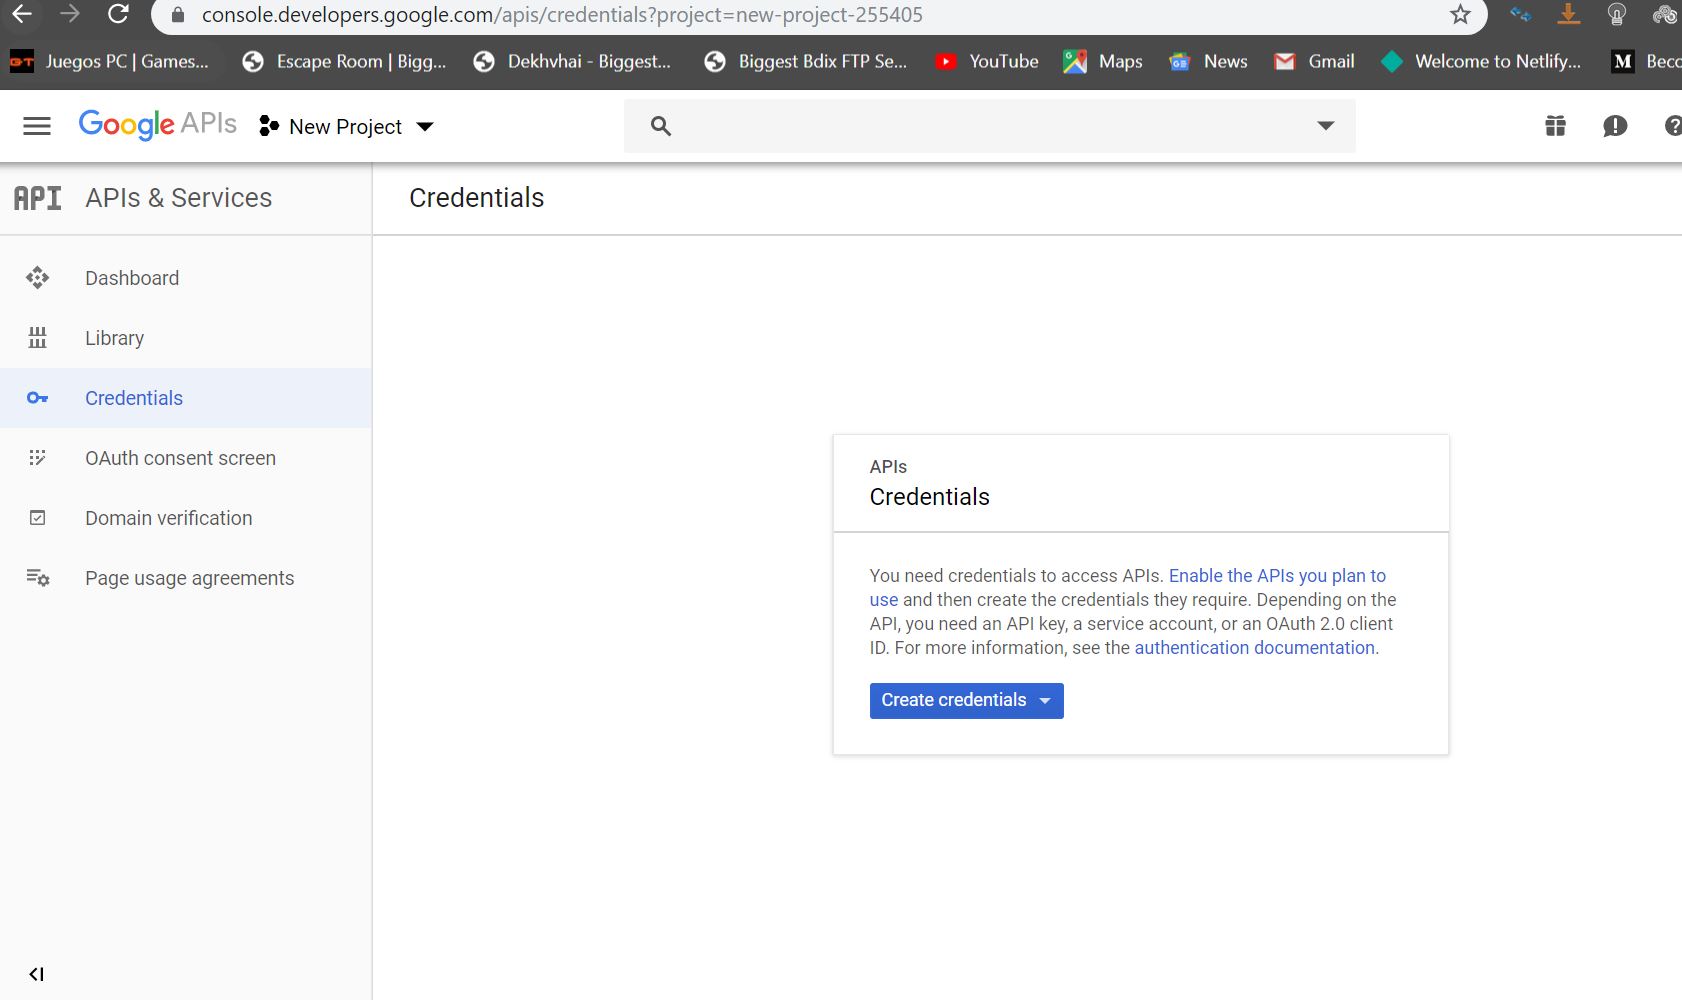 console.developers.google.com/apis/credentials?project=new-project-255405
GT Juegos PC | Games... Escape Room | Bigg... Dekhvhai - Biggest... Biggest Bdix FTP Se... YouTube Maps News Gmail Welcome to Netlify... M Beco
Google APIs New Project
API APIs & Services Credentials
Dashboard
Library
Credentials
OAuth consent screen
Domain verification
Page usage agreements
APIs
Credentials
You need credentials to access APIs. Enable the APIs you plan to
use and then create the credentials they require. Depending on the
API, you need an API key, a service account, or an OAuth 2.0 client
ID. For more information, see the authentication documentation.
Create credentials